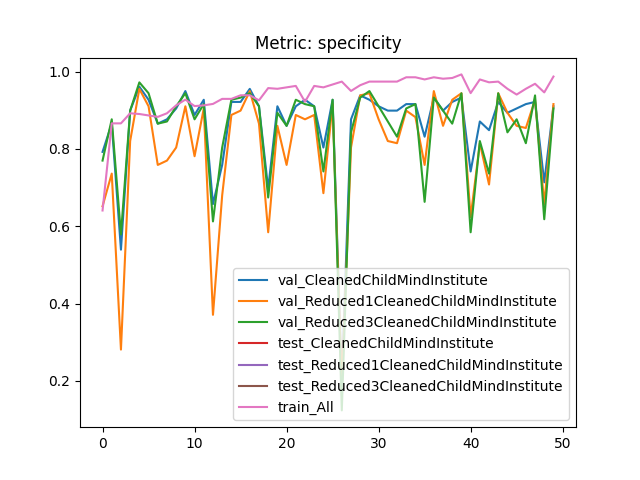 Metric: specificity
1.0
0.8
0.6
0.4
0.2
val_CleanedChildMindInstitute
val_Reduced1CleanedChildMindInstitute
val_Reduced3CleanedChildMindInstitute
test_CleanedChildMindInstitute
test_Reduced1CleanedChildMindInstitute
test_Reduced3CleanedChildMindInstitute
train_All
0 10 20 30 40 50